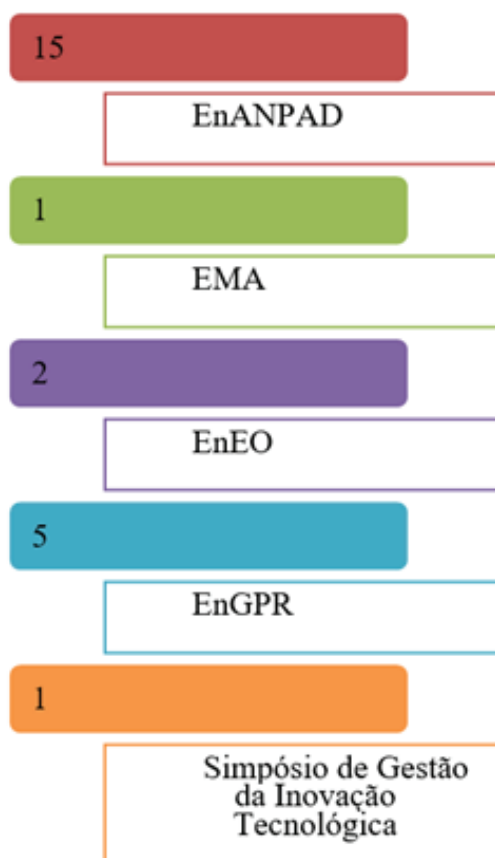 15
EnANPAD
1
EMA
2
EnEO
5
EnGPR
1
Simpósio de Gestão
da Inovação
Tecnológica